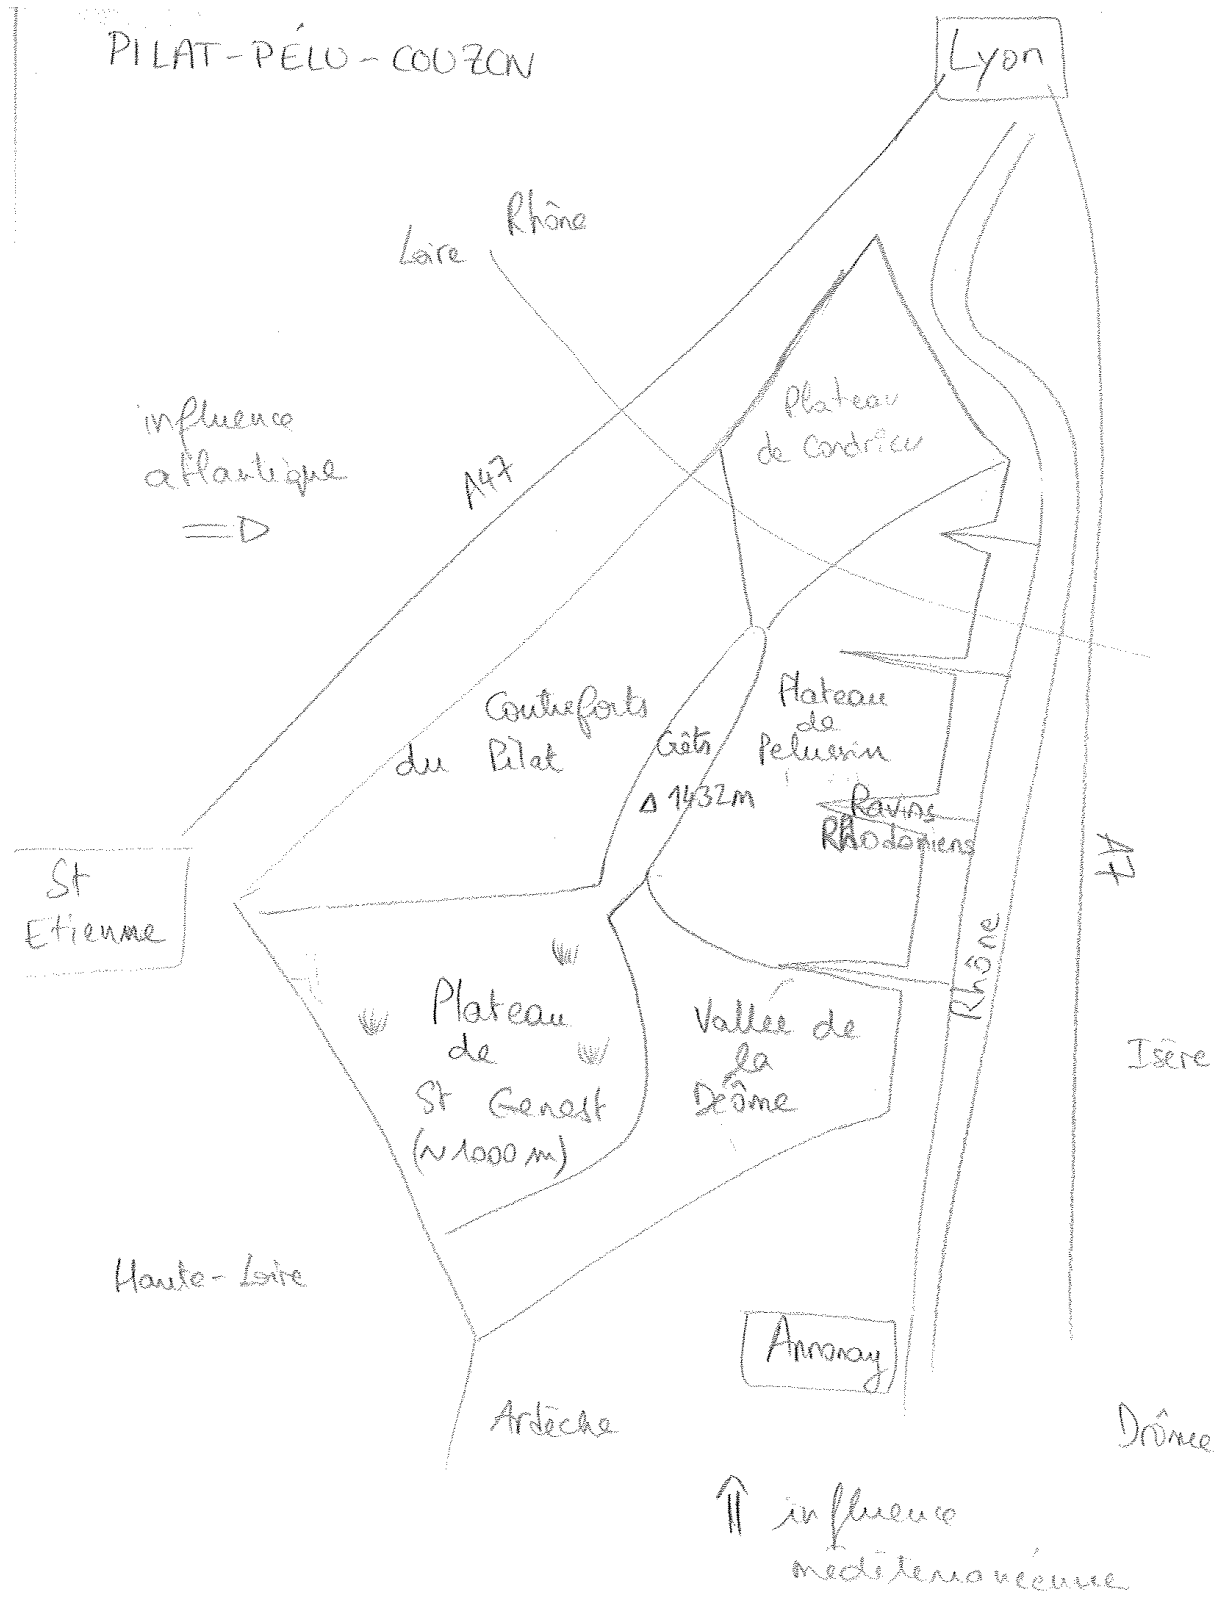 PILAT-PÉLU-COUZON
Lyon
Rhône
Loire
Plateau
de Condrieu
influence
atlantique
A47
Contreforts
du Pilat
Crêts
Δ 1432m
Plateau
de
Pelussin
Ravins
RHodaniens
A7
St
Etienne
Rhône
Plateau
de
St Genest
(~1000m)
Vallée de
la
Déôme
Isère
Haute-Loire
Annonay
Ardèche
Drôme
influence
méditerranéenne